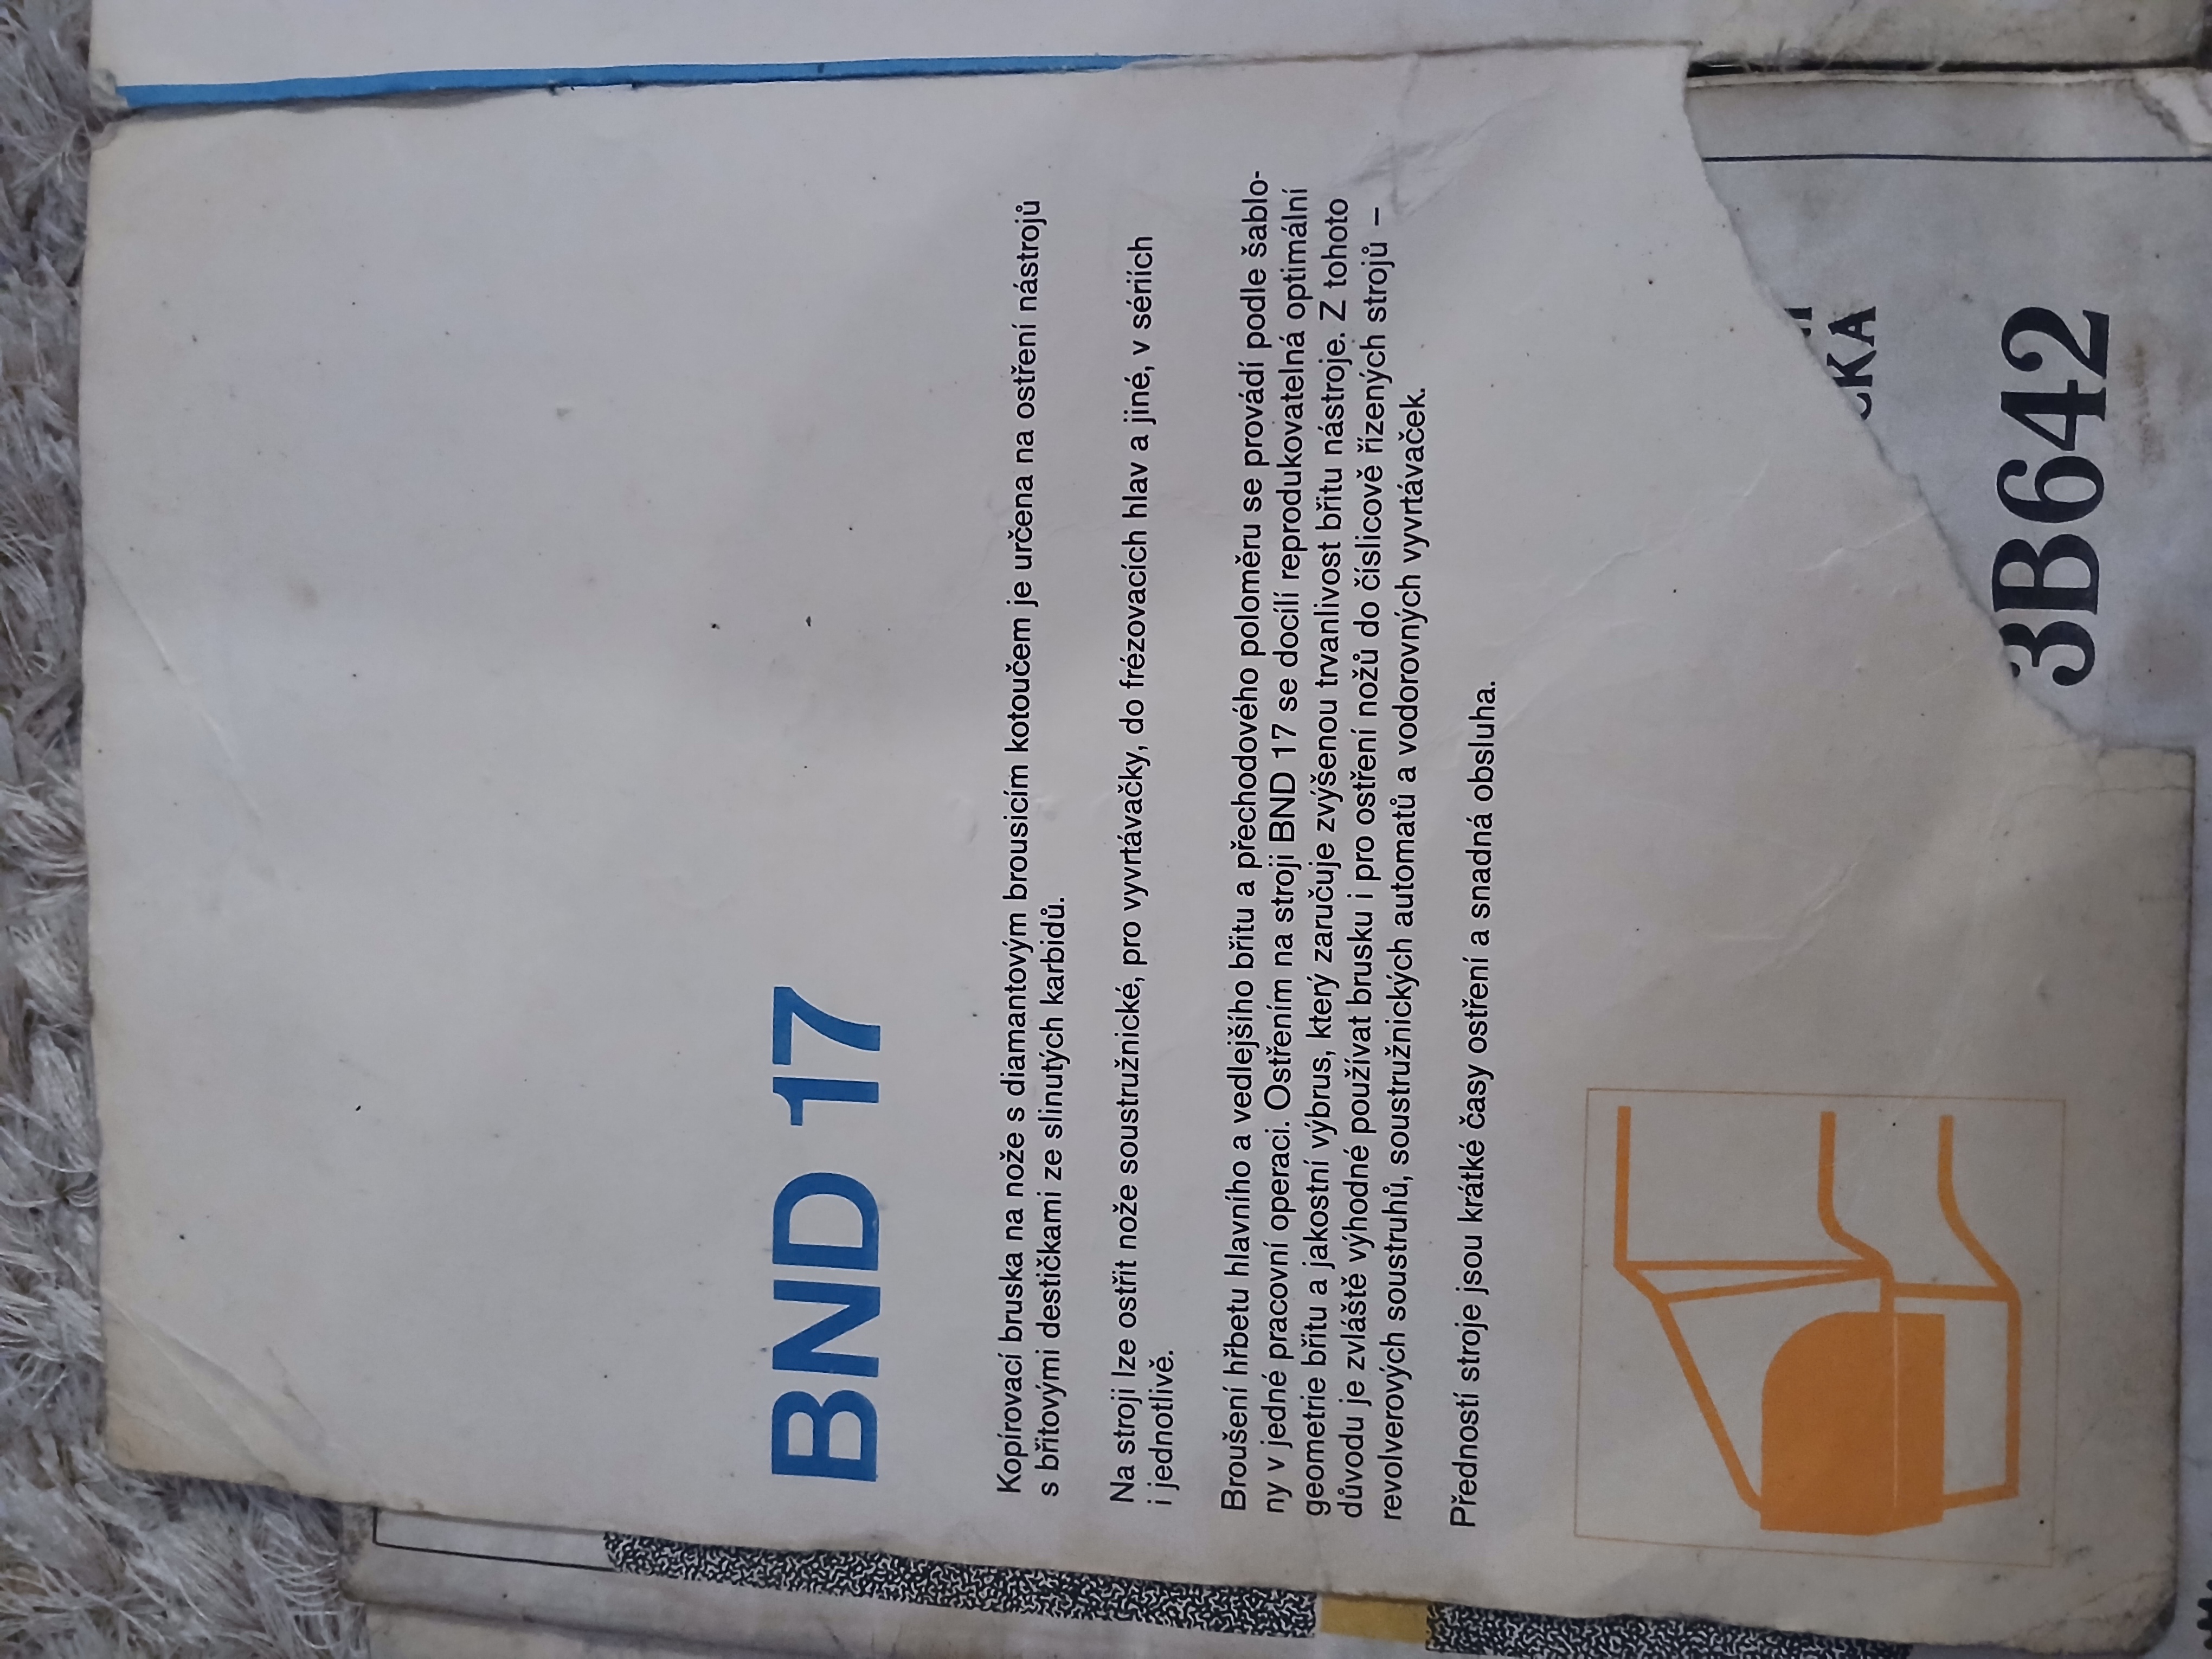 BND 17
Kopírovací bruska na nože s diamantovým brousicím kotoučem je určena na ostření nástrojů
s břitovými destičkami ze slinutých karbidů.
Na stroji lze ostřit nože soustružnické, pro vyvrtávačky, do frézovacích hlav a jiné, v sériích
i jednotlivě.
Broušení hřbetu hlavního a vedlejšího břitu a přechodového poloměru se provádí podle šablo-
ny v jedné pracovní operaci. Ostřením na stroji BND 17 se docílí reprodukovatelná optimální
geometrie břitu a jakostní výbrus, který zaručuje zvýšenou trvanlivost břitu nástroje. Z tohoto
důvodu je zvláště výhodné používat brusku i pro ostření nožů do číslicově řízených strojů –
revolverových soustruhů, soustružnických automatů a vodorovných vyvrtávaček.
Předností stroje jsou krátké časy ostření a snadná obsluha.
3B642